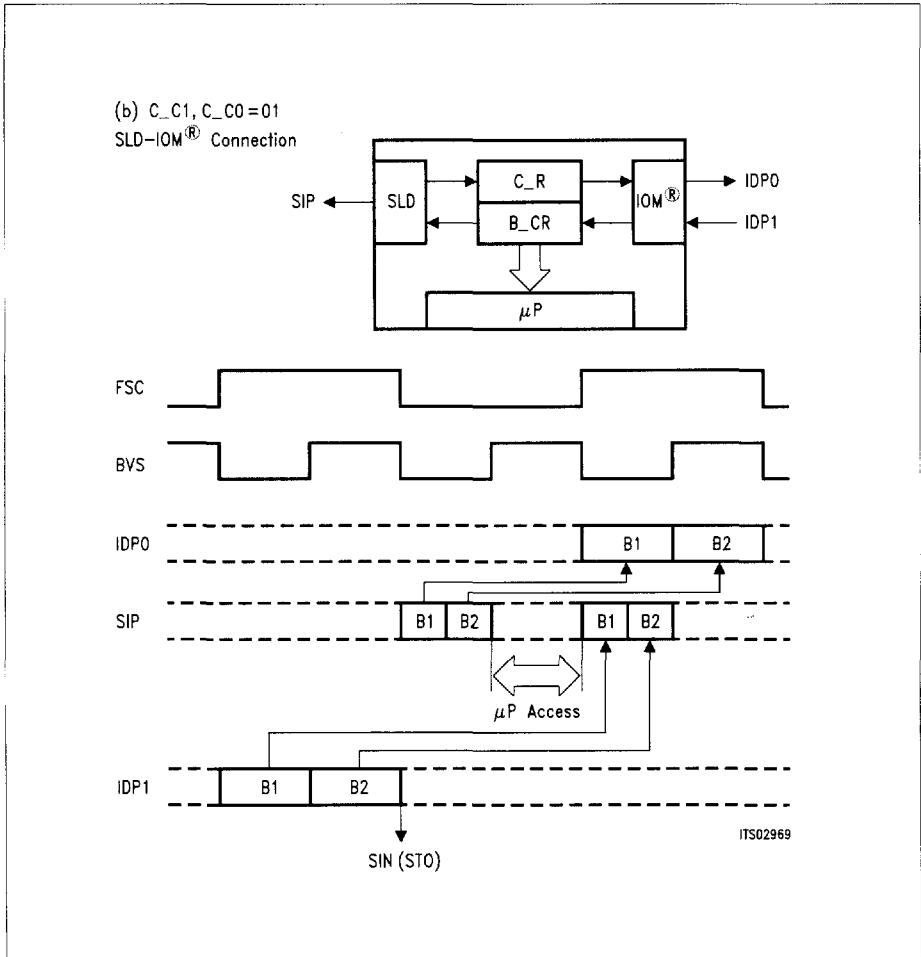 (b) C_C1, C_C0=01
SLD-IOM® Connection
SIP
SLD
C_R
B_CR
IOM®
IDP0
IDP1
μP
FSC
BVS
IDP0
B1
B2
SIP
B1
B2
B1
B2
μP Access
IDP1
B1
B2
ITS02969
SIN (ST0)